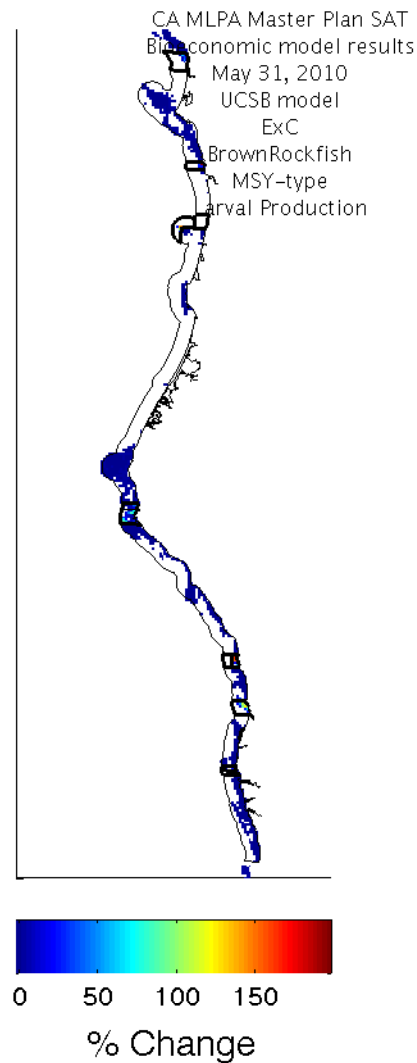 CA MLPA Master Plan SAT
Bioeconomic model results
May 31, 2010
UCSB model
ExC
BrownRockfish
MSY-type
arval Production
0 50 100 150
% Change